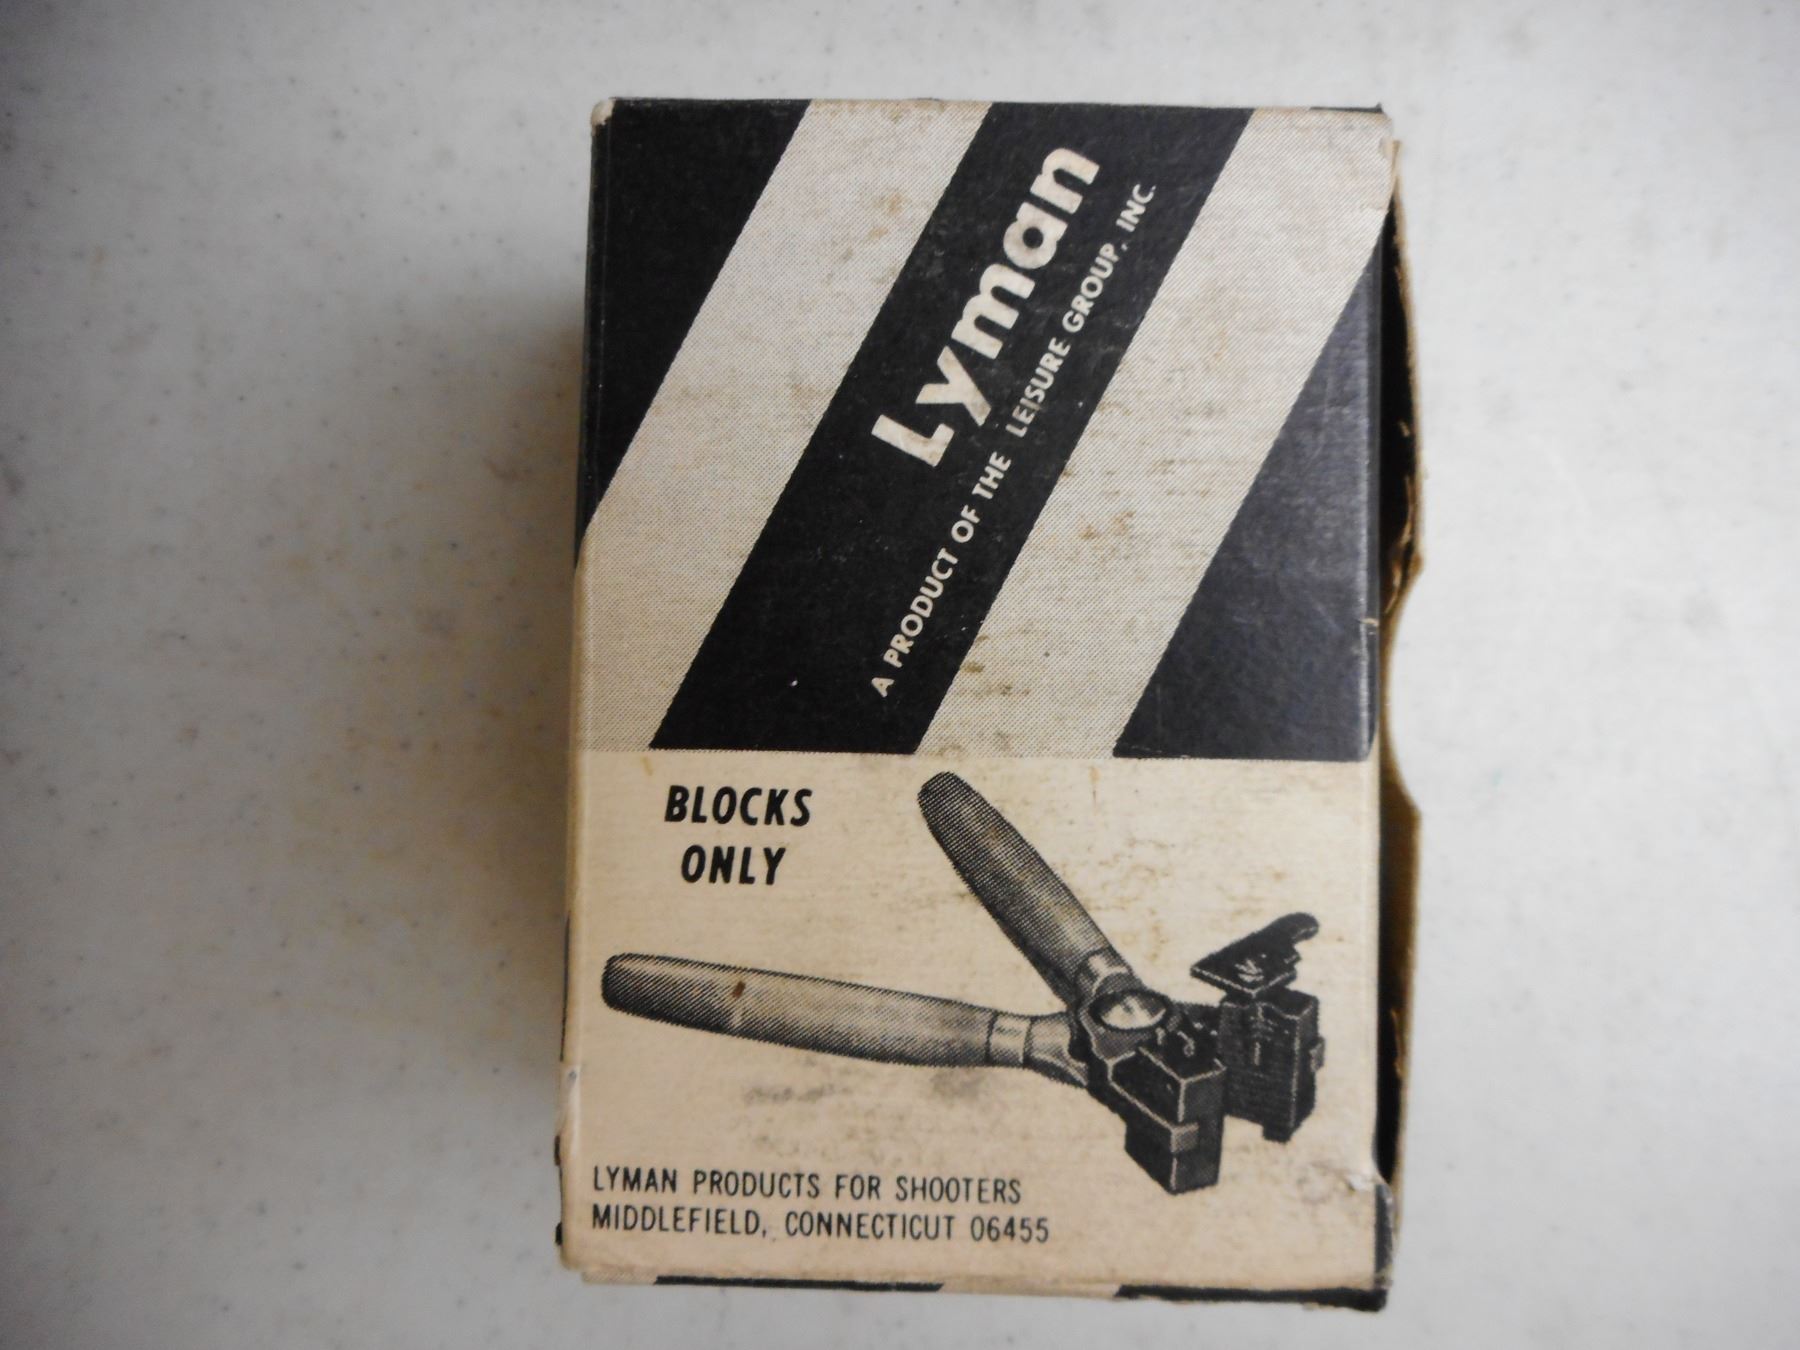 Lyman
A PRODUCT OF THE LEISURE GROUP, INC.
BLOCKS
ONLY
LYMAN PRODUCTS FOR SHOOTERS
MIDDLEFIELD, CONNECTICUT 06455